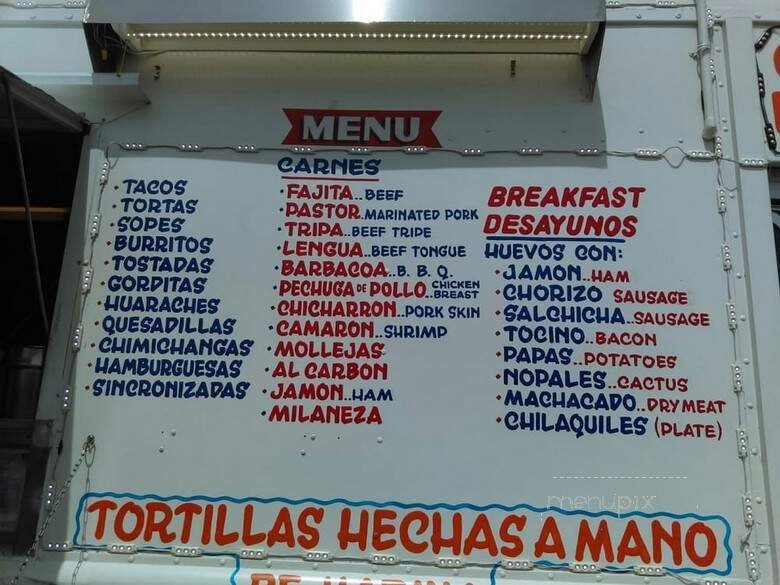 MENU
TACOS
TORTAS
SOPES
BURRITOS
TOSTADAS
GORDITAS
HUARACHES
QUESADILLAS
CHIMICHANGAS
HAMBURGUESAS
SINCRONIZADAS
CARNES
FAJITA..BEEF
PASTOR..MARINATED PORK
TRIPA..BEEF TRIPE
LENGUA..BEEF TONGUE
BARBACOA..B.B.Q.
PECHUGA DE POLLO..CHICKEN BREAST
CHICHARRON..PORK SKIN
CAMARON..SHRIMP
MOLLEJAS
AL CARBON
JAMON..HAM
MILANEZA
BREAKFAST
DESAYUNOS
HUEVOS CON:
JAMON..HAM
CHORIZO SAUSAGE
SALCHICHA..SAUSAGE
TOCINO..BACON
PAPAS..POTATOES
NOPALES..CACTUS
MACHACADO..DRY MEAT
CHILAQUILES (PLATE)
menupix
TORTILLAS HECHAS A MANO
DE HARINA